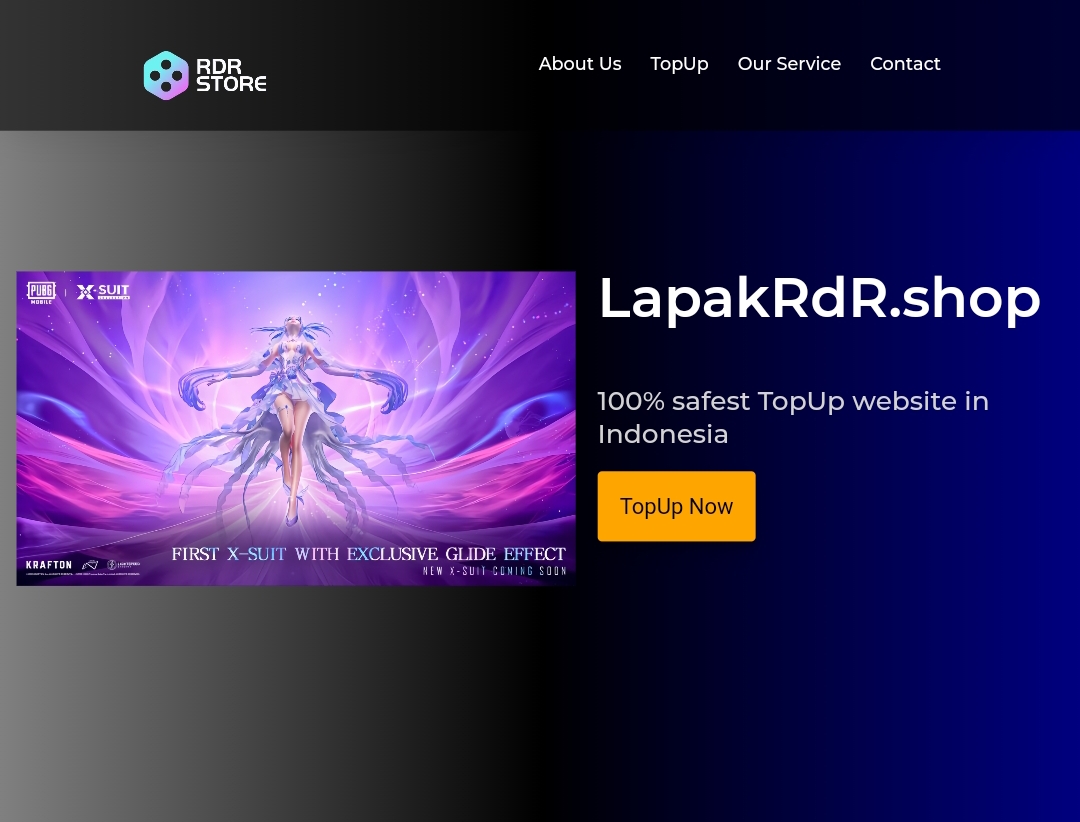 RDR
STORE
About Us
TopUp
Our Service
Contact
PUBG
MOBILE
X-SUIT
LapakRdR.shop
100% safest TopUp website in
Indonesia
TopUp Now
FIRST X-SUIT WITH EXCLUSIVE GLIDE EFFECT
NEW X-SUIT COMING SOON
KRAFTON